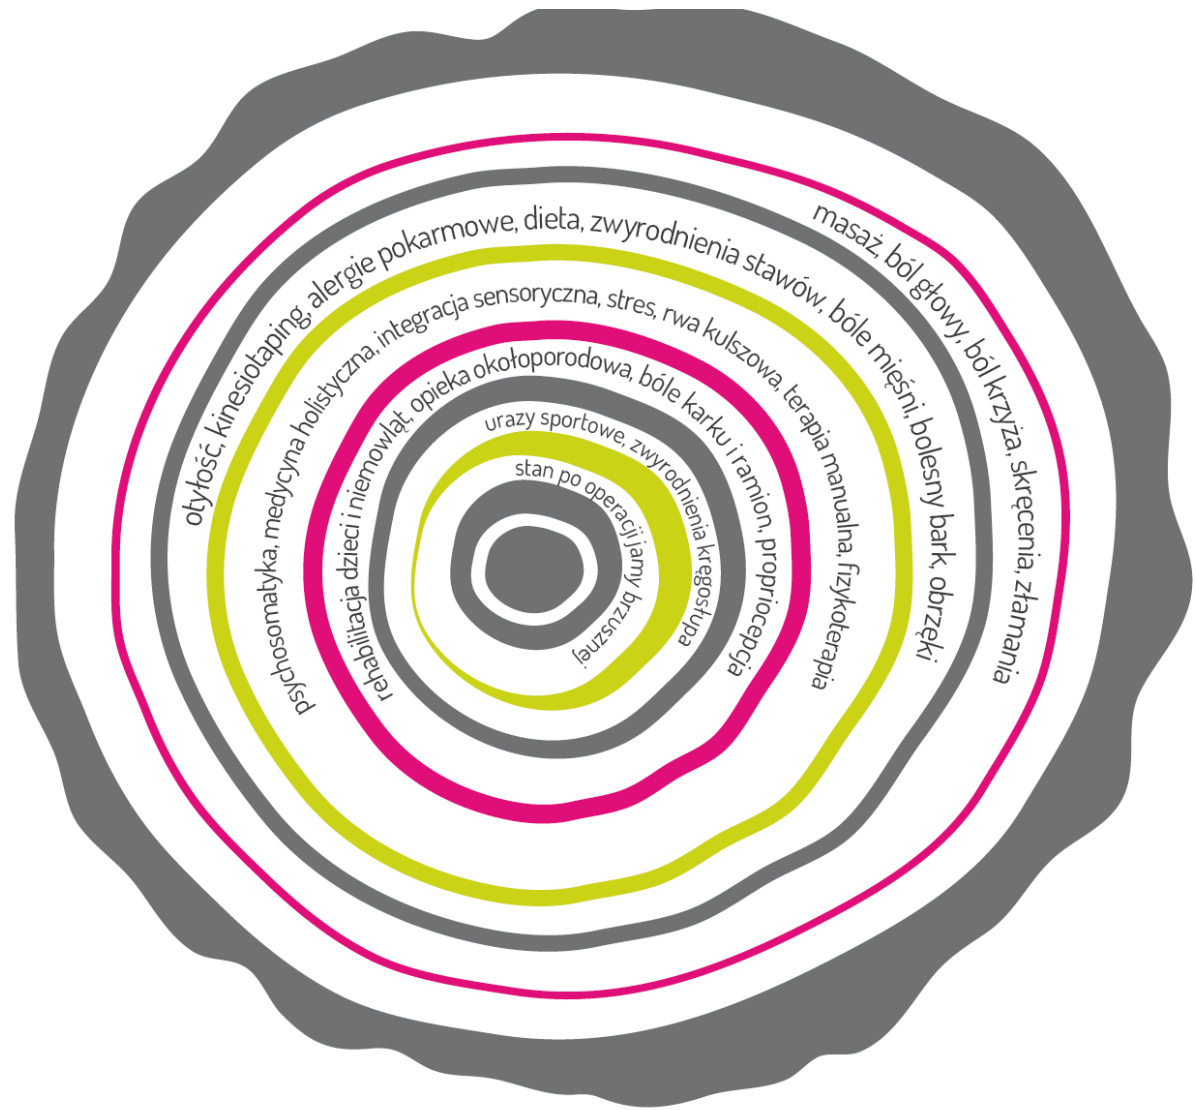 masaż, ból głowy, ból krzyża, skręcenia, złamania
otyłość, kinesiotaping, alergie pokarmowe, dieta, zwyrodnienia stawów, bóle mięśni, bolesny bark, obrzęki
psychosomatyka, medycyna holistyczna, integracja sensoryczna, stres, rwa kulszowa, terapia manualna, fizykoterapia
rehabilitacja dzieci i niemowląt, opieka okołoporodowa, bóle karku i ramion, propriocepcja
urazy sportowe, zwyrodnienia kręgosłupa
stan po operacji jamy brzusznej